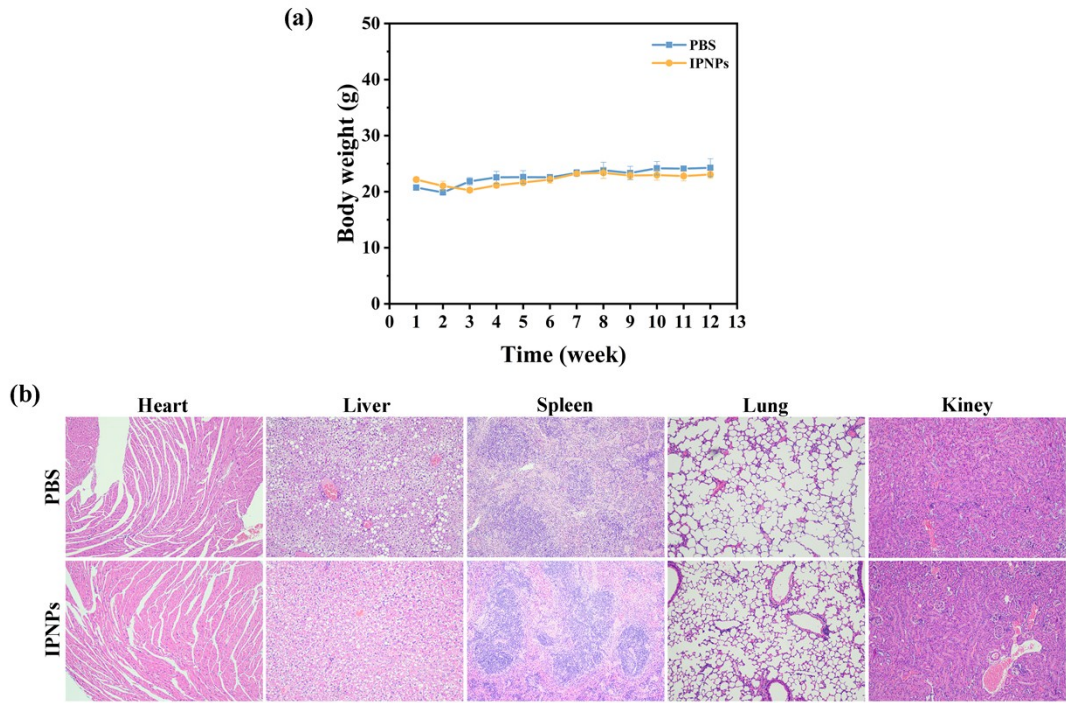 (a)
50
40
30
20
10
0
Body weight (g)
PBS
IPNPs
0 1 2 3 4 5 6 7 8 9 10 11 12 13
Time (week)
(b)
Heart Liver Spleen Lung Kiney
PBS
IPNPs